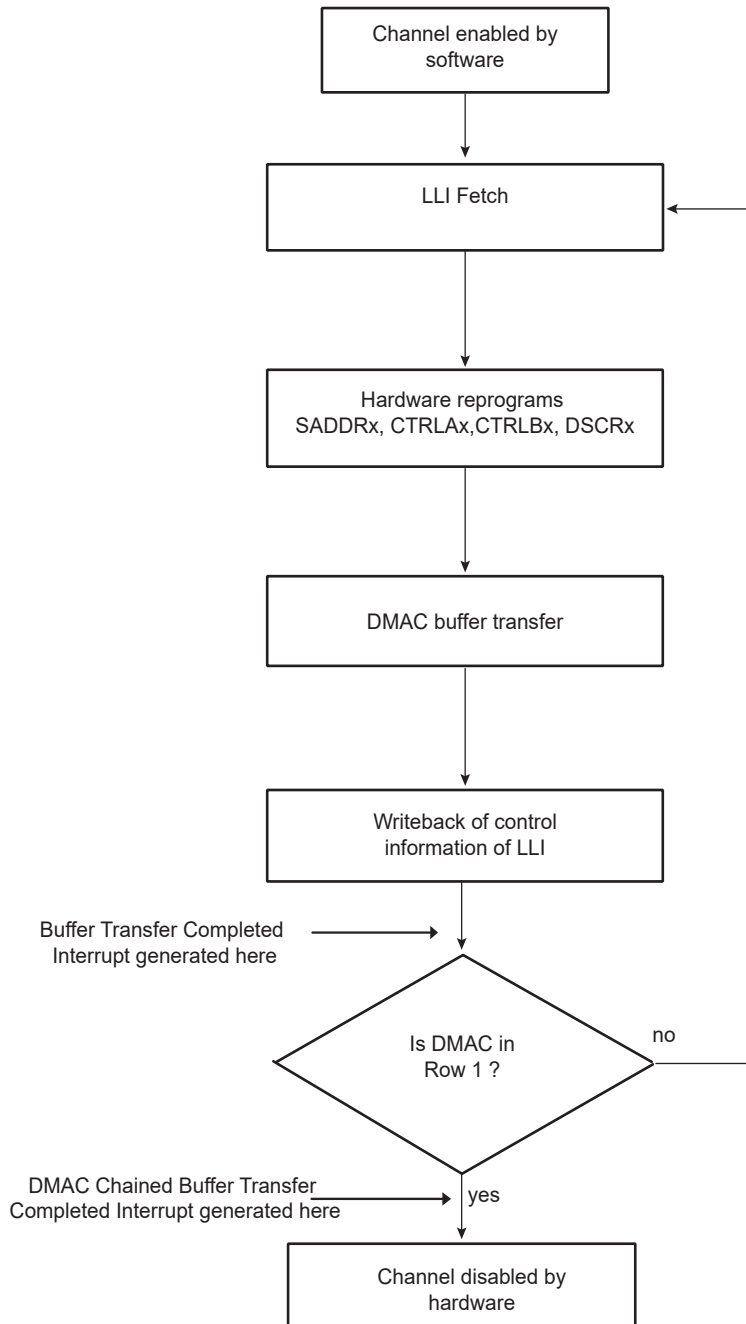 Channel enabled by
software
LLI Fetch
Hardware reprograms
SADDRx, CTRLAx,CTRLBx, DSCRx
DMAC buffer transfer
Writeback of control
information of LLI
Buffer Transfer Completed
Interrupt generated here
Is DMAC in
Row 1 ?
no
DMAC Chained Buffer Transfer
Completed Interrupt generated here
yes
Channel disabled by
hardware